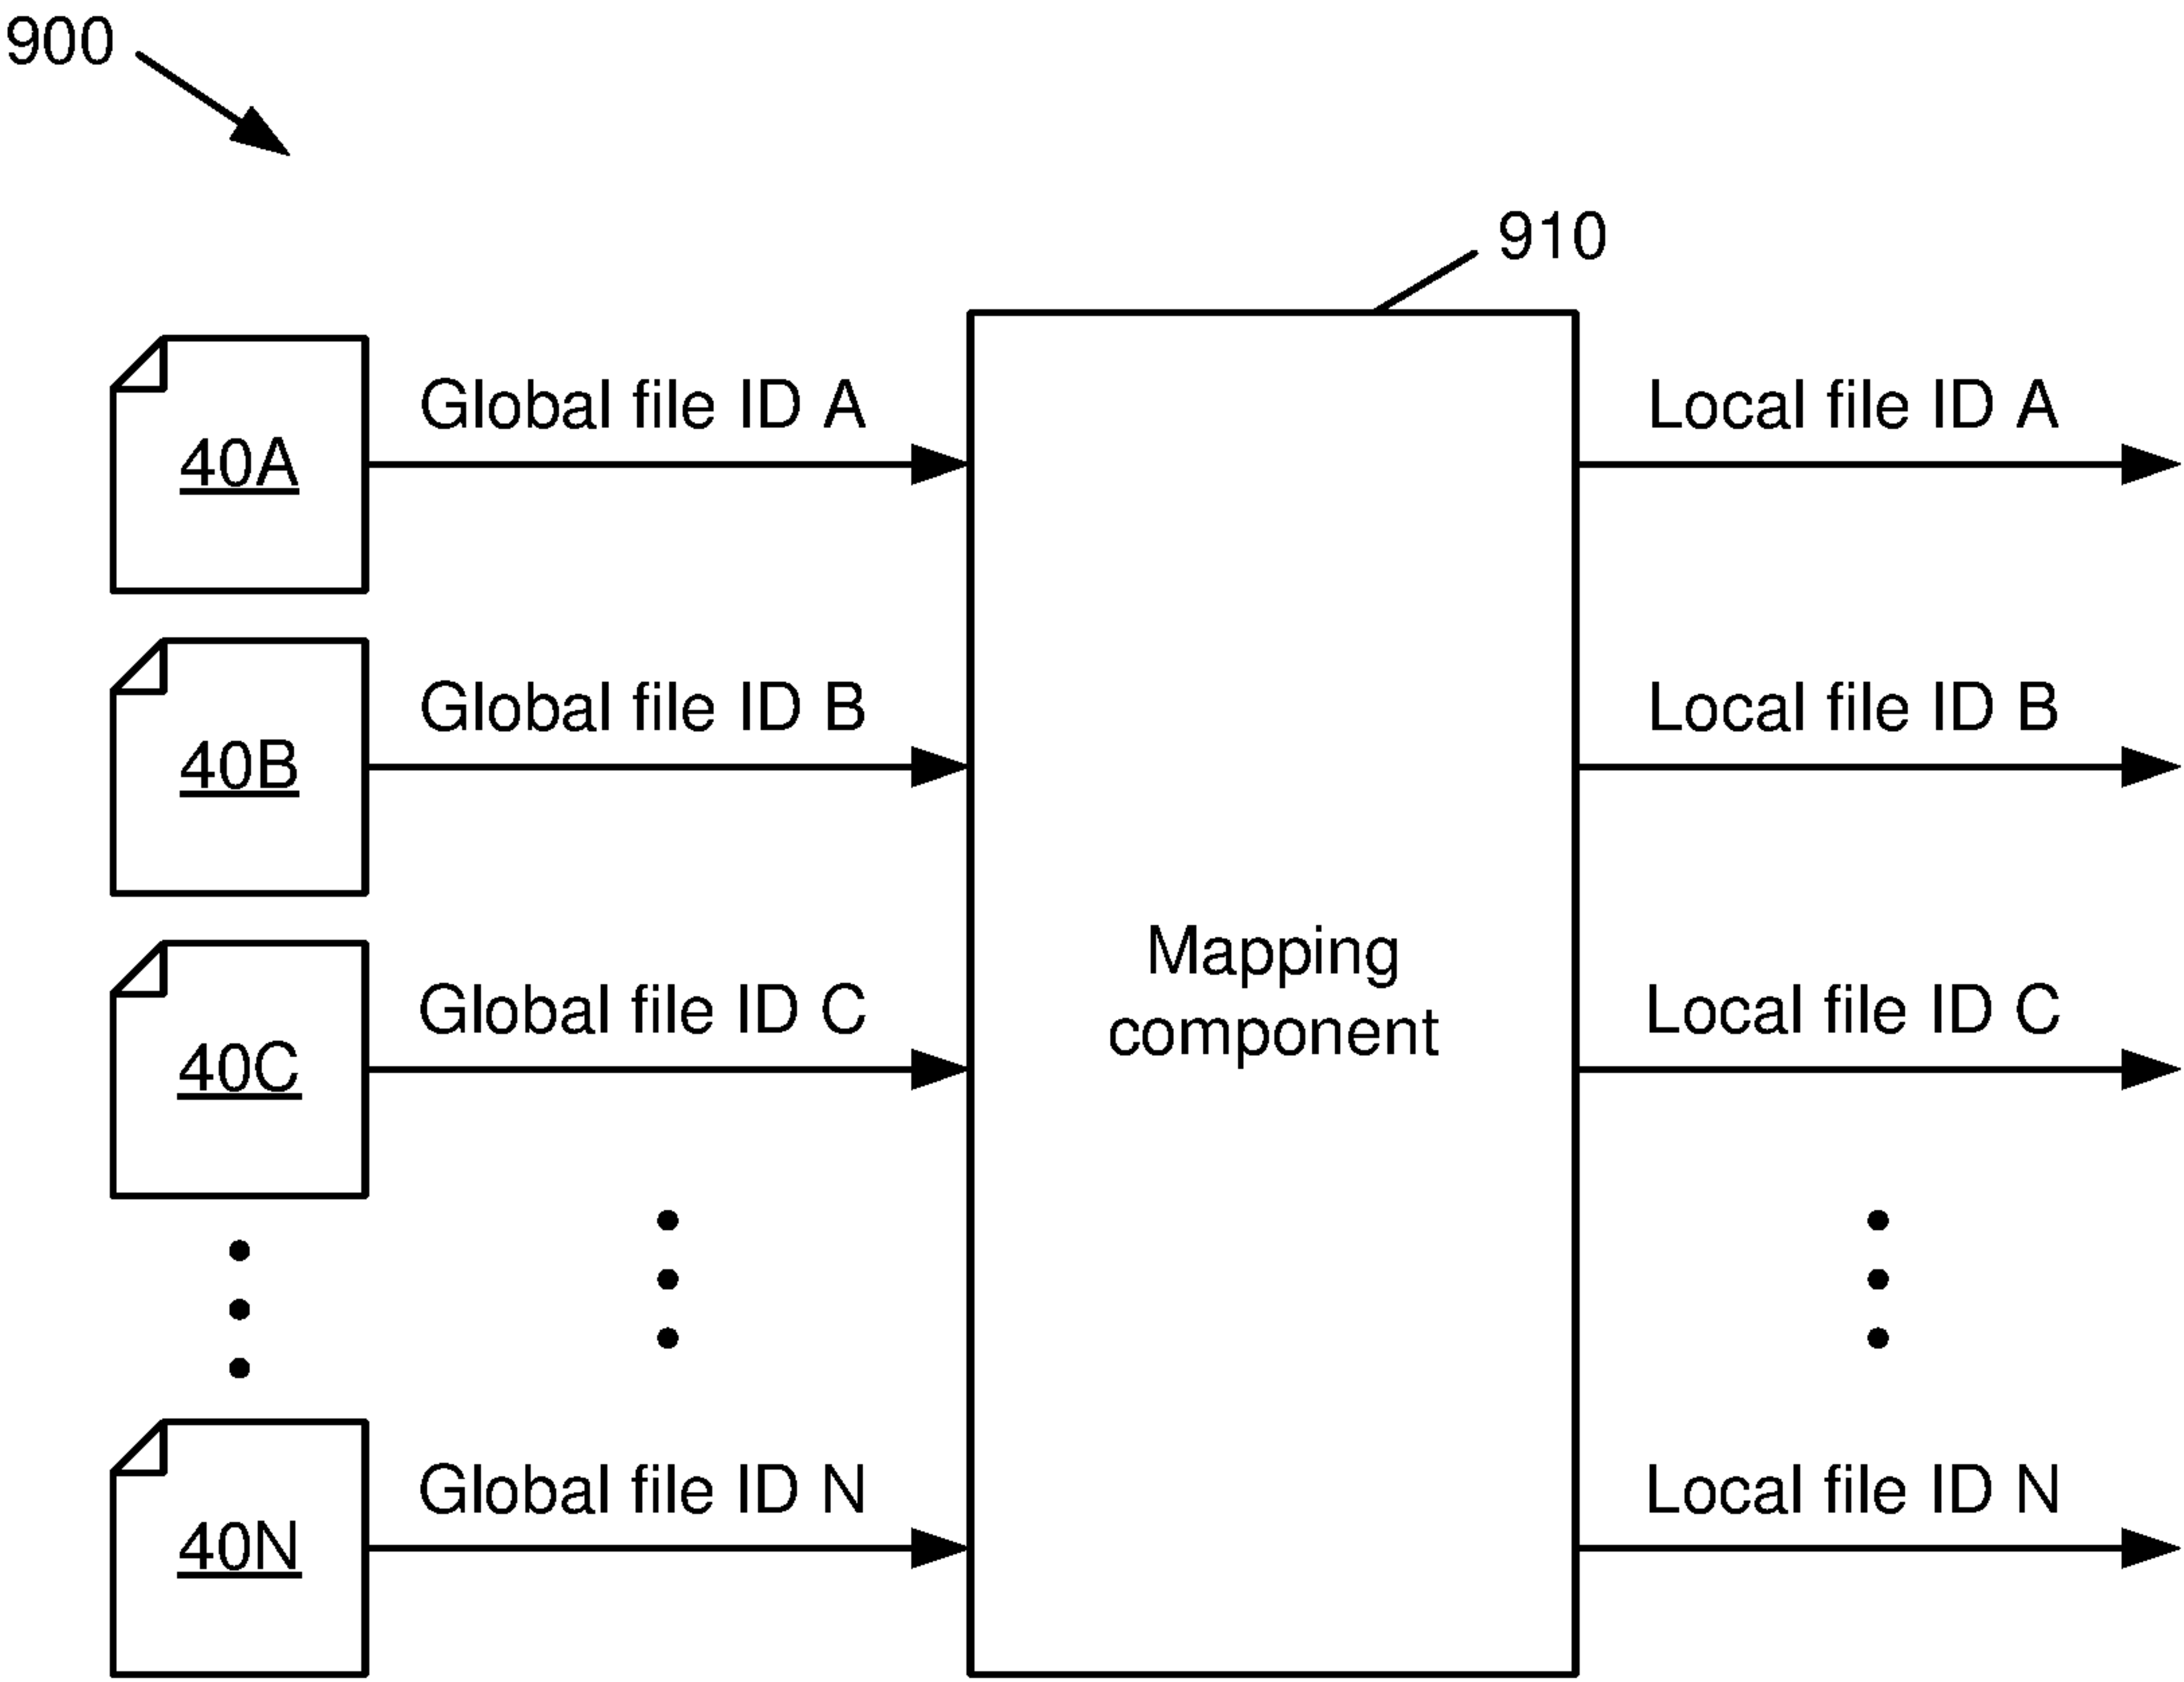 900
910
Global file ID A
Local file ID A
40A
Global file ID B
Local file ID B
40B
Mapping
component
Global file ID C
Local file ID C
40C
Global file ID N
Local file ID N
40N